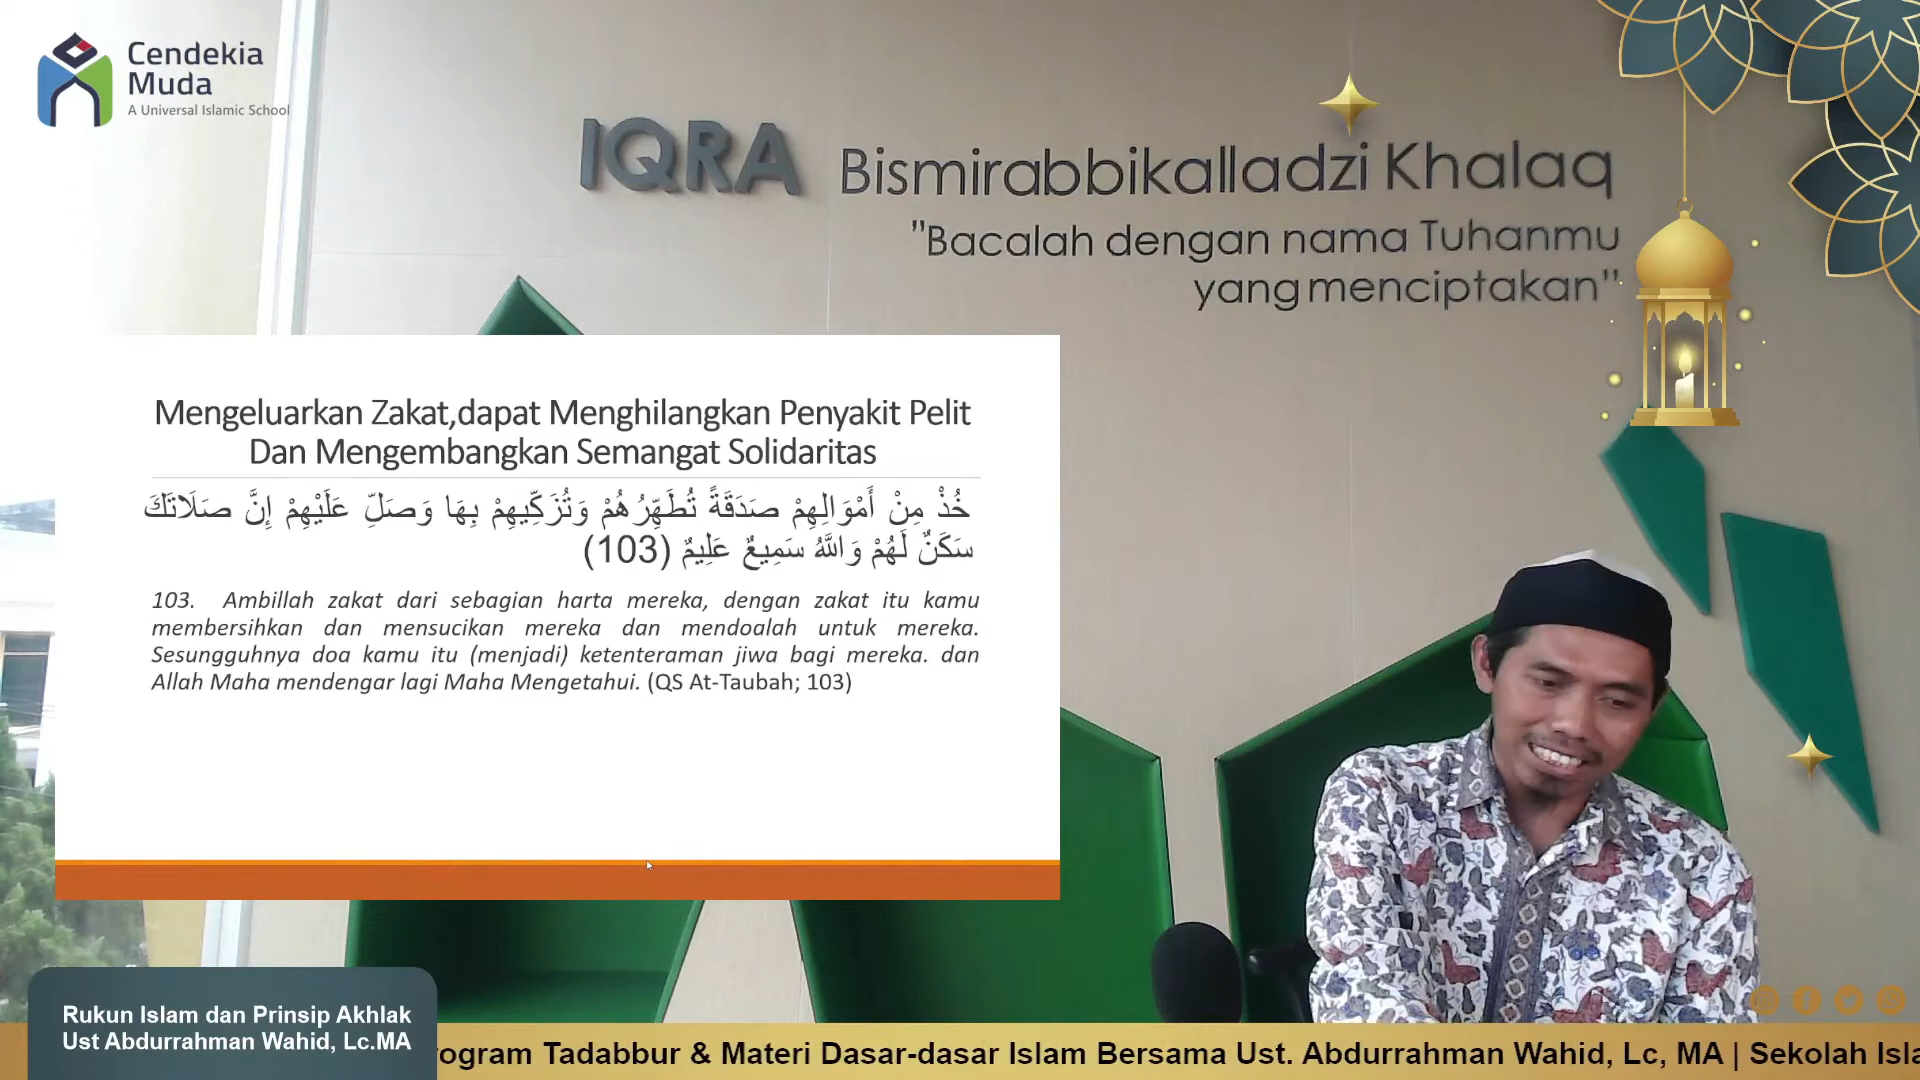 Cendekia
Muda
A Universal Islamic School
IQRA Bismirabbikalladzi Khalaq
"Bacalah dengan nama Tuhanmu
yang menciptakan"
Mengeluarkan Zakat,dapat Menghilangkan Penyakit Pelit
Dan Mengembangkan Semangat Solidaritas
خُذْ مِنْ أَمْوَالِهِمْ صَدَقَةً تُطَهِّرُهُمْ وَتُزَكِّيهِمْ بِهَا وَصَلِّ عَلَيْهِمْ إِنَّ صَلَاتَكَ
سَكَنٌ لَهُمْ وَاللَّهُ سَمِيعٌ عَلِيمٌ (103)
103. Ambillah zakat dari sebagian harta mereka, dengan zakat itu kamu
membersihkan dan mensucikan mereka dan mendoalah untuk mereka.
Sesungguhnya doa kamu itu (menjadi) ketenteraman jiwa bagi mereka. dan
Allah Maha mendengar lagi Maha Mengetahui. (QS At-Taubah; 103)
Rukun Islam dan Prinsip Akhlak
Ust Abdurrahman Wahid, Lc.MA
rogram Tadabbur & Materi Dasar-dasar Islam Bersama Ust. Abdurrahman Wahid, Lc, MA | Sekolah Isla